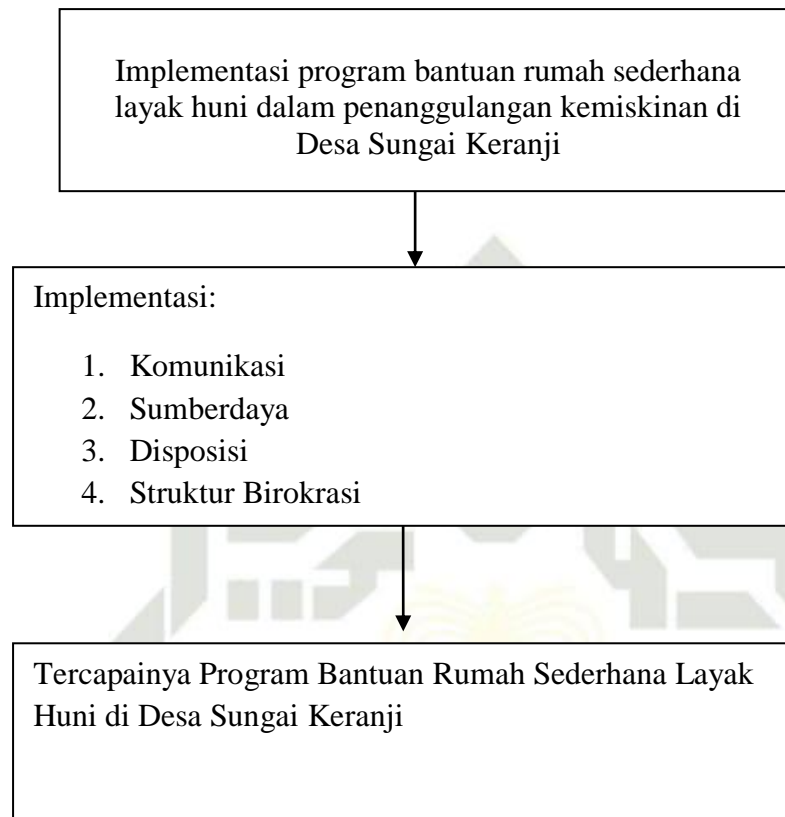 Implementasi program bantuan rumah sederhana
layak huni dalam penanggulangan kemiskinan di
Desa Sungai Keranji
Implementasi:
1. Komunikasi
2. Sumberdaya
3. Disposisi
4. Struktur Birokrasi
Tercapainya Program Bantuan Rumah Sederhana Layak
Huni di Desa Sungai Keranji